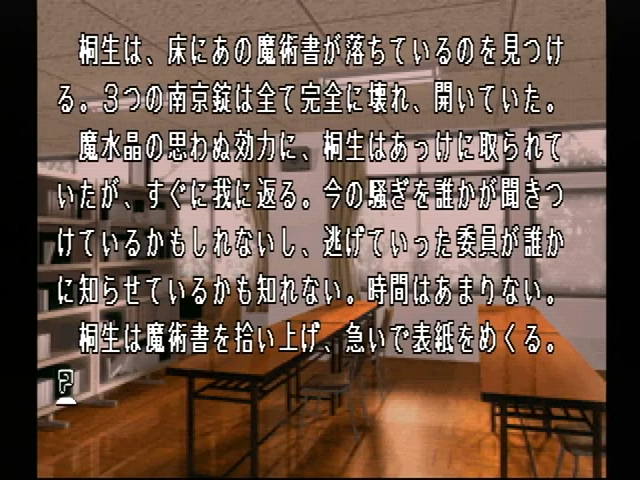 桐生は、床にあの魔術書が落ちているのを見つけ
る。３つの南京錠は全て完全に壊れ、開いていた。
魔水晶の思わぬ効力に、桐生はあっけに取られて
いたが、すぐに我に返る。今の騒ぎを誰かが聞きつ
けているかもしれないし、逃げていった委員が誰か
に知らせているかも知れない。時間はあまりない。
桐生は魔術書を拾い上げ、急いで表紙をめくる。